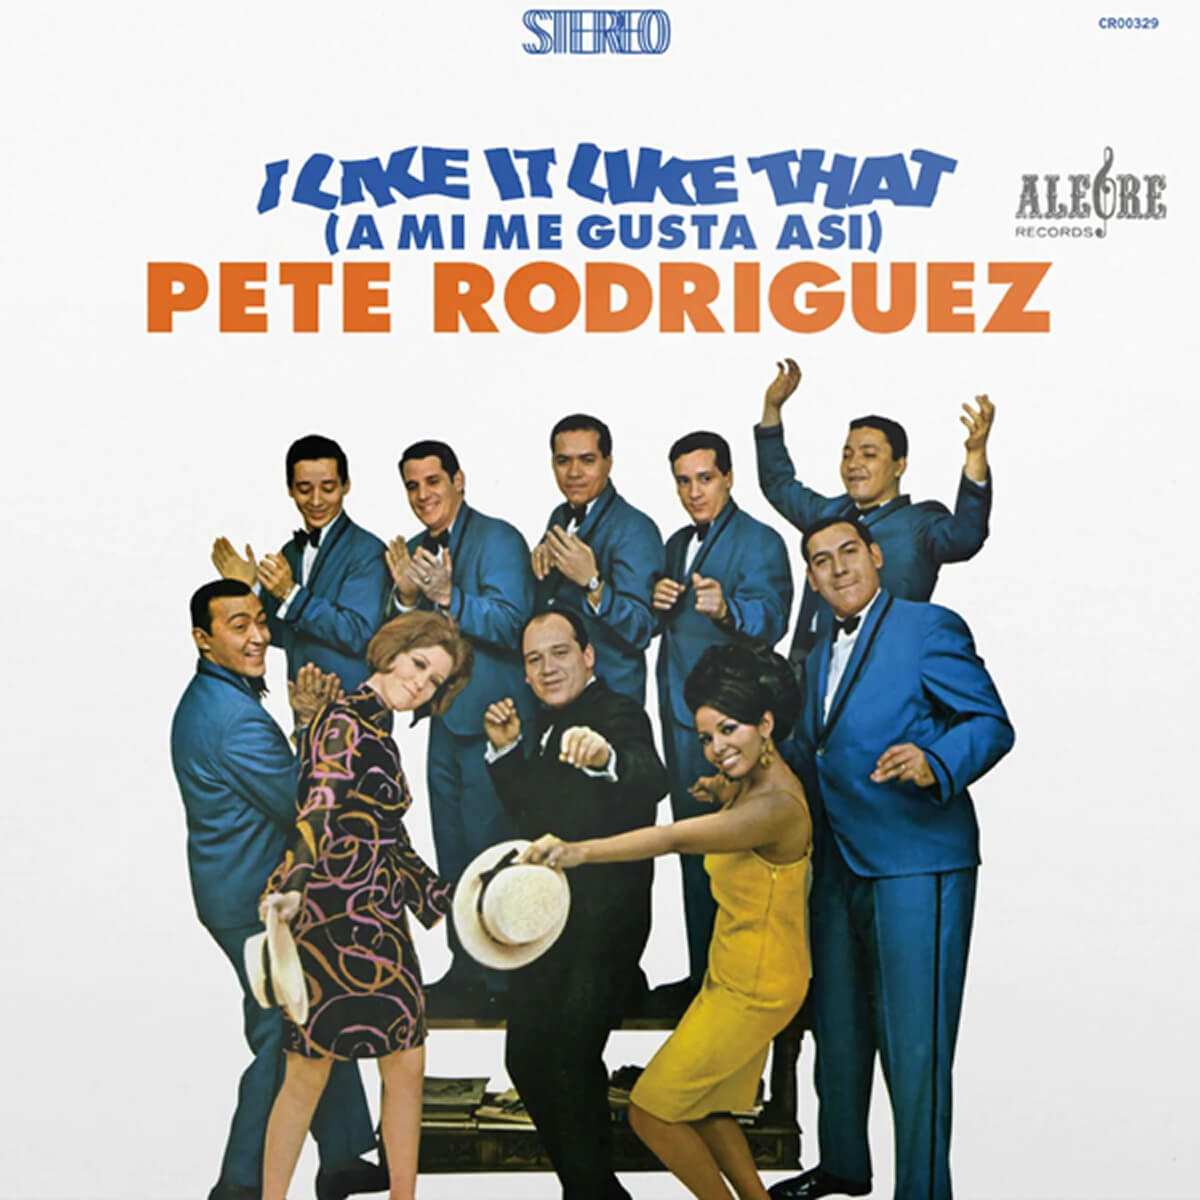 STEREO
CR00329
I LIKE IT LIKE THAT
(A MI ME GUSTA ASI)
PETE RODRIGUEZ
ALEGRE
RECORDS